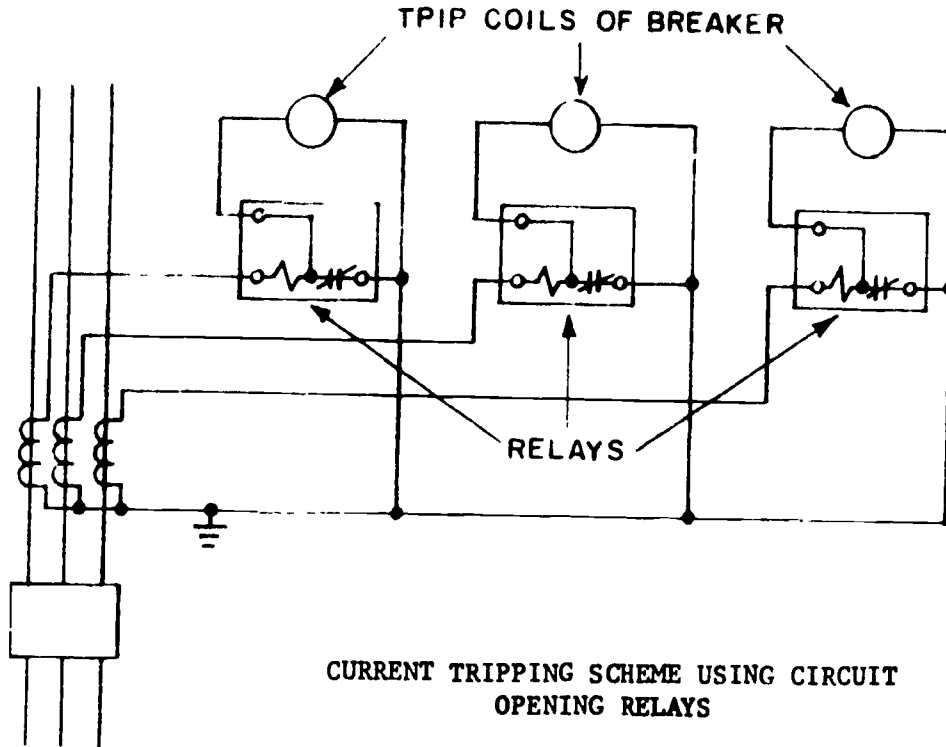 TPIP COILS OF BREAKER
RELAYS
CURRENT TRIPPING SCHEME USING CIRCUIT
OPENING RELAYS